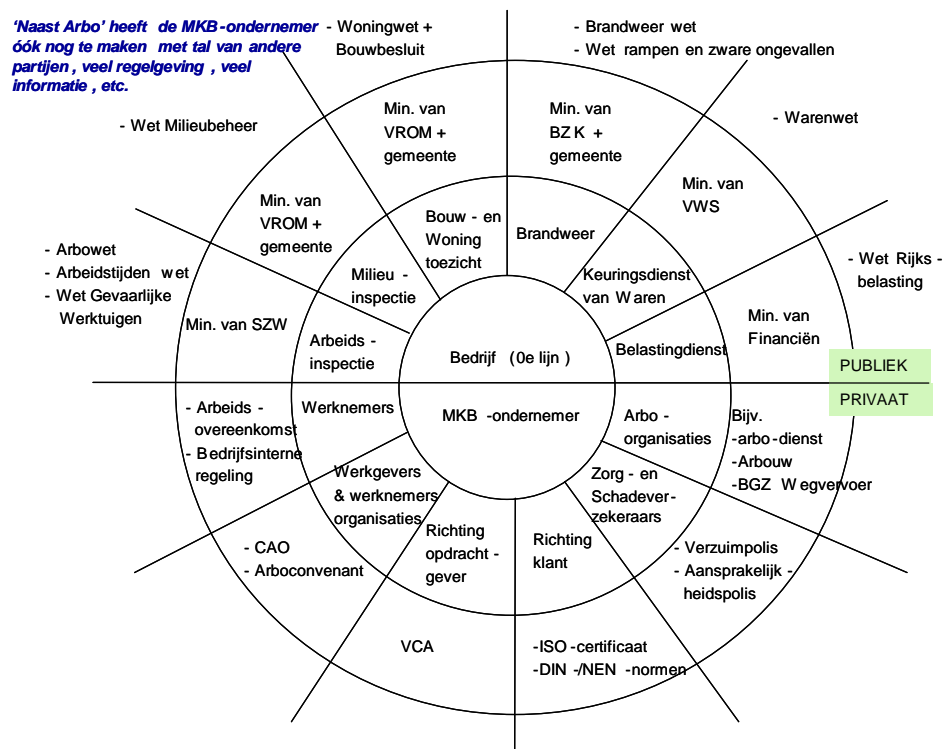 'Naast Arbo' heeft de MKB-ondernemer
óók nog te maken met tal van andere
partijen, veel regelgeving, veel
informatie, etc.
- Woningwet +
Bouwbesluit
- Brandweer wet
- Wet rampen en zware ongevallen
- Wet Milieubeheer
- Warenwet
- Arbowet
- Arbeidstijden wet
- Wet Gevaarlijke
Werktuigen
- Wet Rijks-
belasting
Min. van
VROM +
gemeente
Min. van
BZK +
gemeente
Min. van
VROM +
gemeente
Min. van
VWS
Min. van SZW
Min. van
Financiën
Bouw- en
Woning
toezicht
Brandweer
Milieu-
inspectie
Keuringsdienst
van Waren
Arbeids-
inspectie
Belastingdienst
Bedrijf (0e lijn)
PUBLIEK
PRIVAAT
MKB-ondernemer
- Arbeids-
overeenkomst
- Bedrijfsinterne
regeling
Werknemers
Arbo-
organisaties
Bijv.
-arbo-dienst
-Arbouw
-BGZ Wegvervoer
Werkgevers
& werknemers
organisaties
Zorg- en
Schadever-
zekeraars
Richting
opdracht-
gever
Richting
klant
- CAO
- Arboconvenant
- Verzuimpolis
- Aansprakelijk-
heidspolis
VCA
-ISO-certificaat
-DIN-/NEN-normen